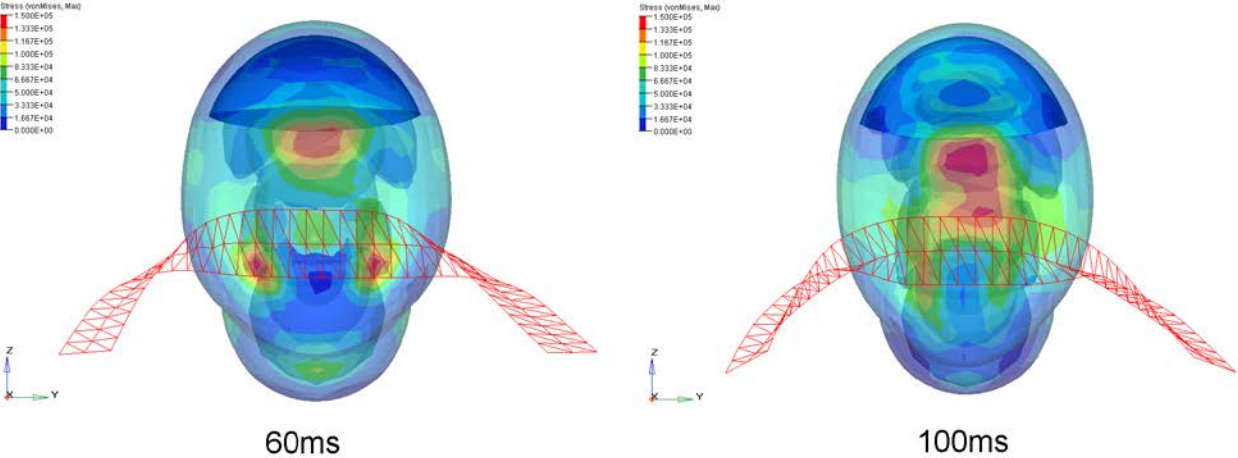 Stress (vonMises, Max)
1.500E+05
1.333E+05
1.167E+05
1.000E+05
8.333E+04
6.667E+04
5.000E+04
3.333E+04
1.667E+04
0.000E+00
Z
X
Y
60ms
Stress (vonMises, Max)
1.500E+05
1.333E+05
1.167E+05
1.000E+05
8.333E+04
6.667E+04
5.000E+04
3.333E+04
1.667E+04
0.000E+00
Z
X
Y
100ms